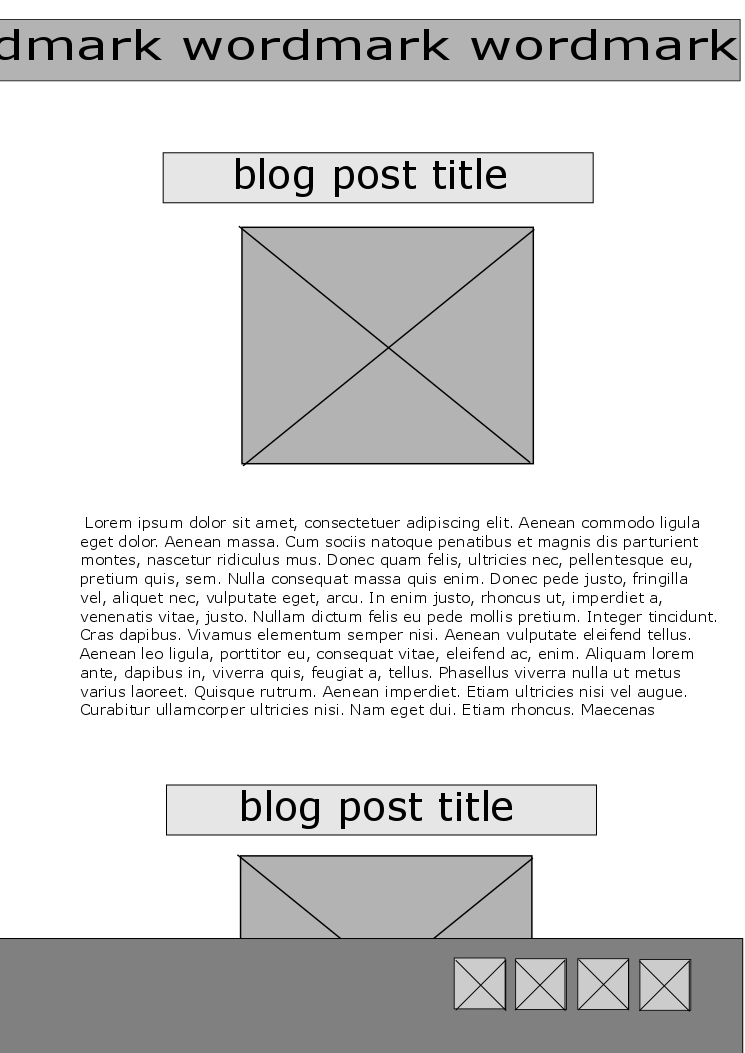 dmark wordmark wordmark
blog post title
Lorem ipsum dolor sit amet, consectetuer adipiscing elit. Aenean commodo ligula
eget dolor. Aenean massa. Cum sociis natoque penatibus et magnis dis parturient
montes, nascetur ridiculus mus. Donec quam felis, ultricies nec, pellentesque eu,
pretium quis, sem. Nulla consequat massa quis enim. Donec pede justo, fringilla
vel, aliquet nec, vulputate eget, arcu. In enim justo, rhoncus ut, imperdiet a,
venenatis vitae, justo. Nullam dictum felis eu pede mollis pretium. Integer tincidunt.
Cras dapibus. Vivamus elementum semper nisi. Aenean vulputate eleifend tellus.
Aenean leo ligula, porttitor eu, consequat vitae, eleifend ac, enim. Aliquam lorem
ante, dapibus in, viverra quis, feugiat a, tellus. Phasellus viverra nulla ut metus
varius laoreet. Quisque rutrum. Aenean imperdiet. Etiam ultricies nisi vel augue.
Curabitur ullamcorper ultricies nisi. Nam eget dui. Etiam rhoncus. Maecenas
blog post title